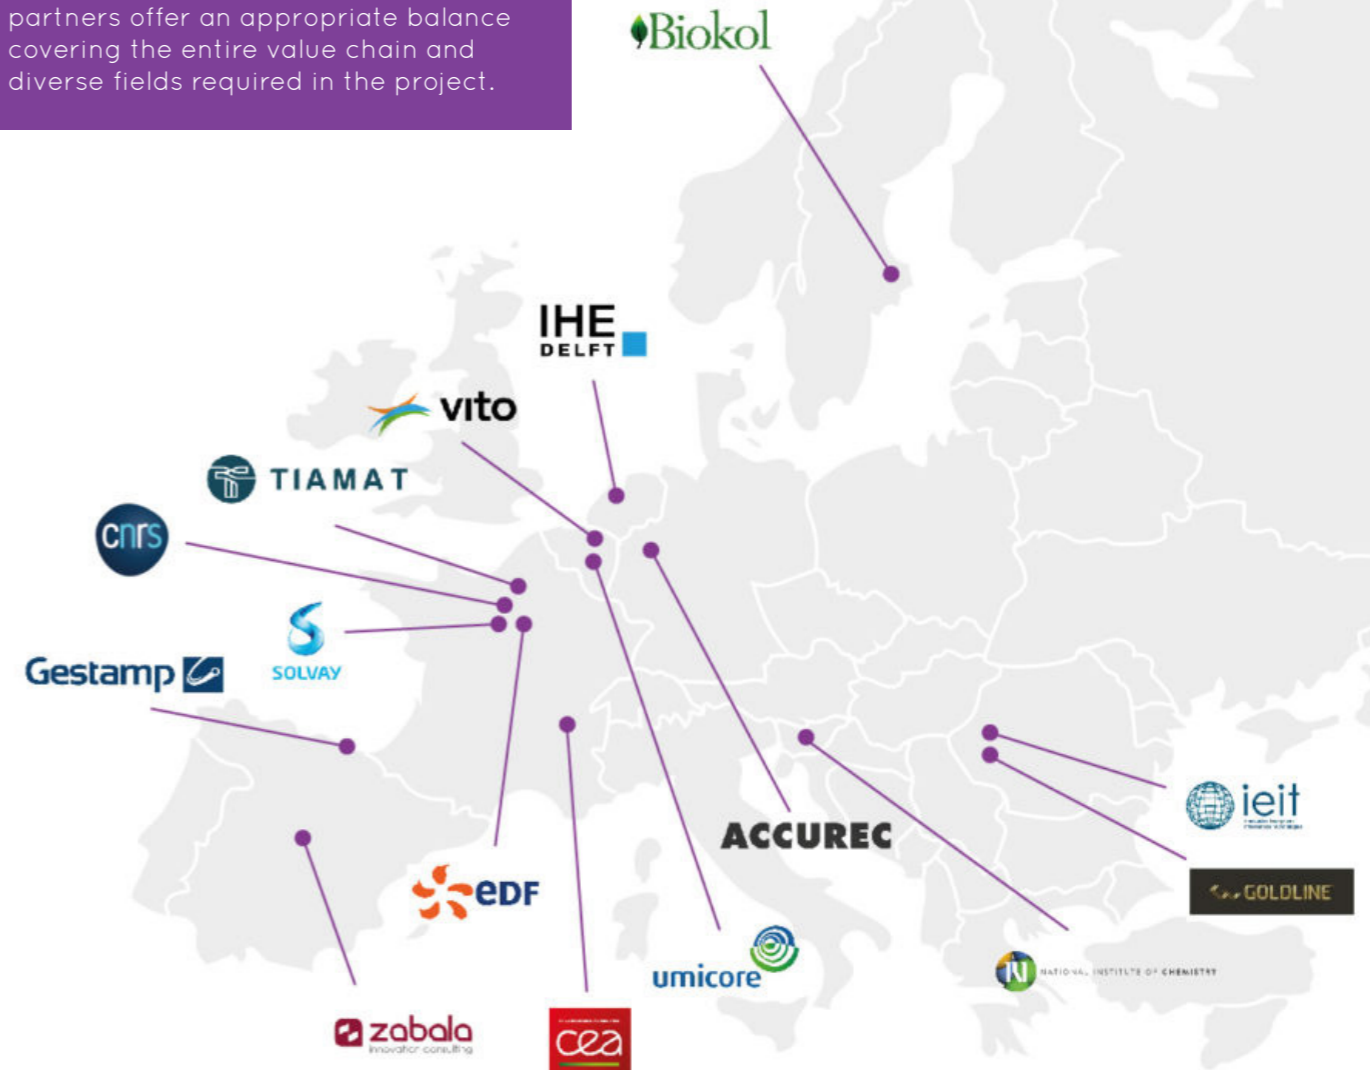 partners offer an appropriate balance
covering the entire value chain and
diverse fields required in the project.
Biokol
IHE
DELFT
vito
TIAMAT
cnrs
SOLVAY
Gestamp
ACCUREC
ieit
GOLDLINE
eDF
umicore
NATIONAL INSTITUTE OF CHEMISTRY
zabala
innovation consulting
cea